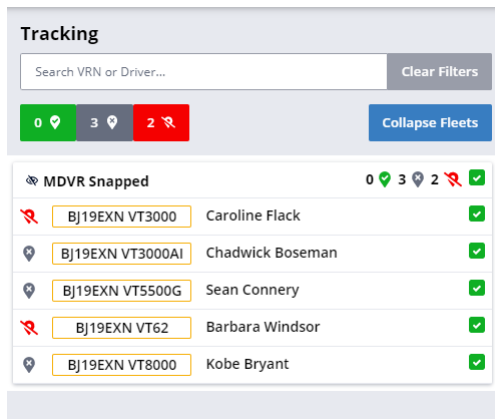 Tracking
Search VRN or Driver...
Clear Filters
0 3 2
Collapse Fleets
MDVR Snapped 0 3 2
BJ19EXN VT3000 Caroline Flack
BJ19EXN VT3000AI Chadwick Boseman
BJ19EXN VT5500G Sean Connery
BJ19EXN VT62 Barbara Windsor
BJ19EXN VT8000 Kobe Bryant